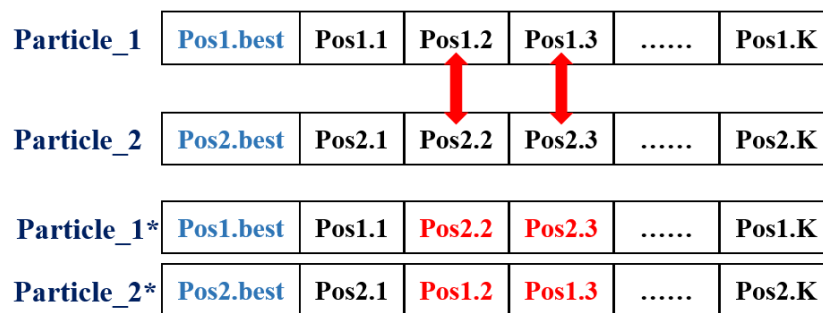 Particle_1 Pos1.best Pos1.1 Pos1.2 Pos1.3 …… Pos1.K
Particle_2 Pos2.best Pos2.1 Pos2.2 Pos2.3 …… Pos2.K
Particle_1* Pos1.best Pos1.1 Pos2.2 Pos2.3 …… Pos1.K
Particle_2* Pos2.best Pos2.1 Pos1.2 Pos1.3 …… Pos2.K